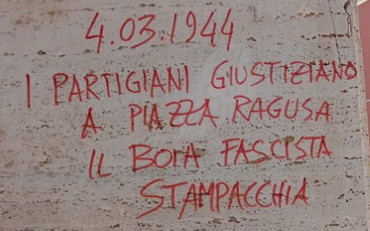 4.03.1944
I PARTIGIANI GIUSTIZIANO
A PIAZZA RAGUSA
IL BOIA FASCISTA
STAMPACCHIA